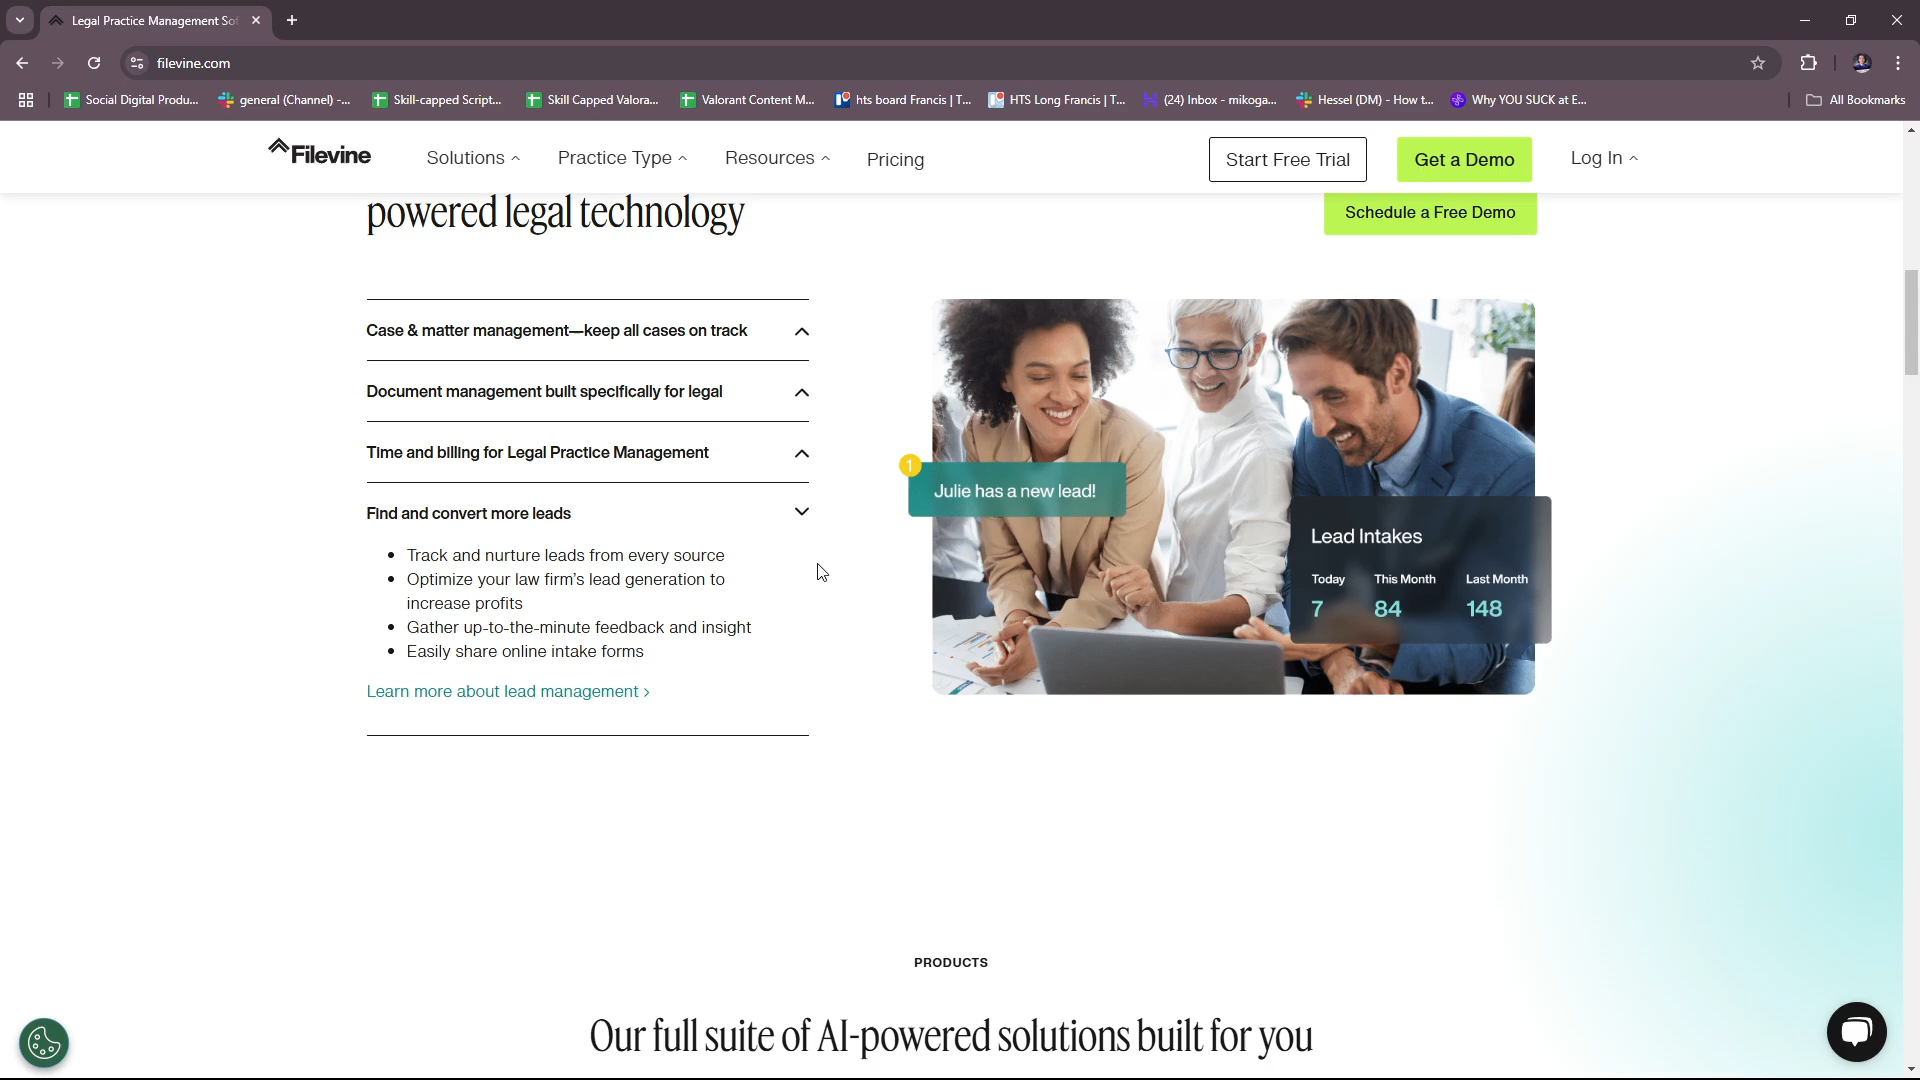 Legal Practice Management So
filevine.com
Social Digital Produ...
general (Channel) -...
Skill-capped Script...
Skill Capped Valora...
Valorant Content M...
hts board Francis | T...
HTS Long Francis | T...
(24) Inbox - mikoga...
Hessel (DM) - How t...
Why YOU SUCK at E...
All Bookmarks
Filevine
Solutions
Practice Type
Resources
Pricing
Start Free Trial
Get a Demo
Log In
powered legal technology
Schedule a Free Demo
Case & matter management—keep all cases on track
Document management built specifically for legal
Time and billing for Legal Practice Management
Find and convert more leads
• Track and nurture leads from every source
• Optimize your law firm's lead generation to
increase profits
• Gather up-to-the-minute feedback and insight
• Easily share online intake forms
Learn more about lead management ›
1
Julie has a new lead!
Lead Intakes
Today This Month Last Month
7 84 148
PRODUCTS
Our full suite of AI-powered solutions built for you